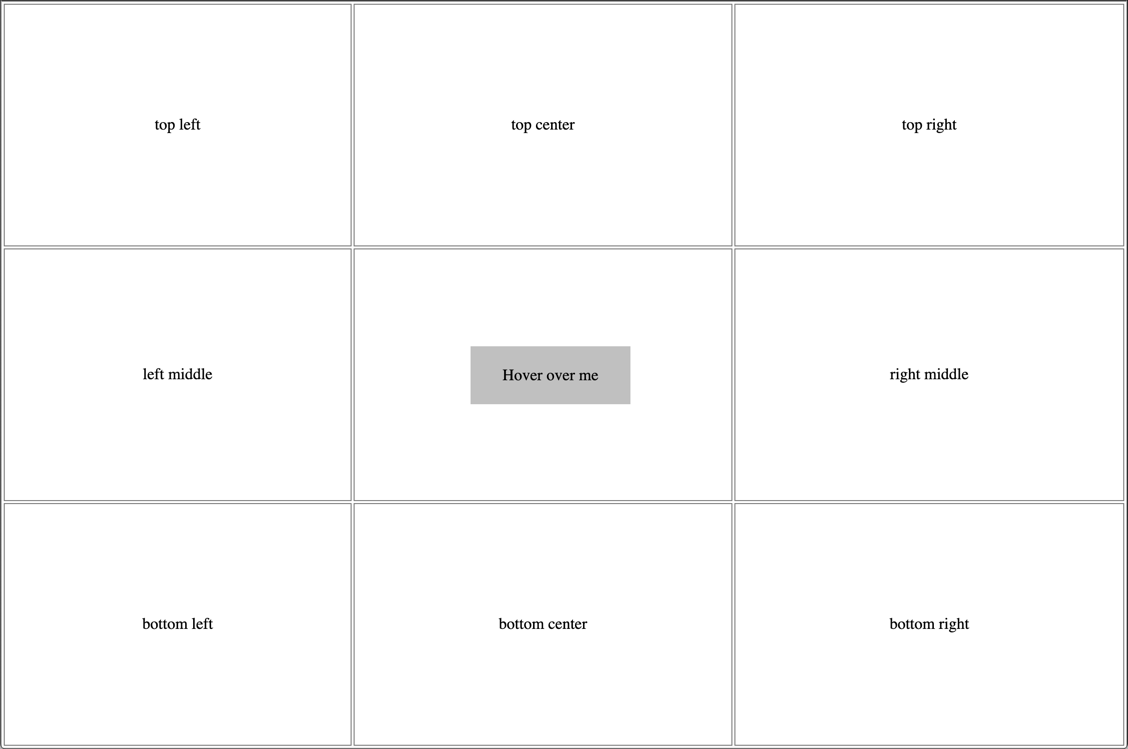 top left
top center
top right
left middle
Hover over me
right middle
bottom left
bottom center
bottom right